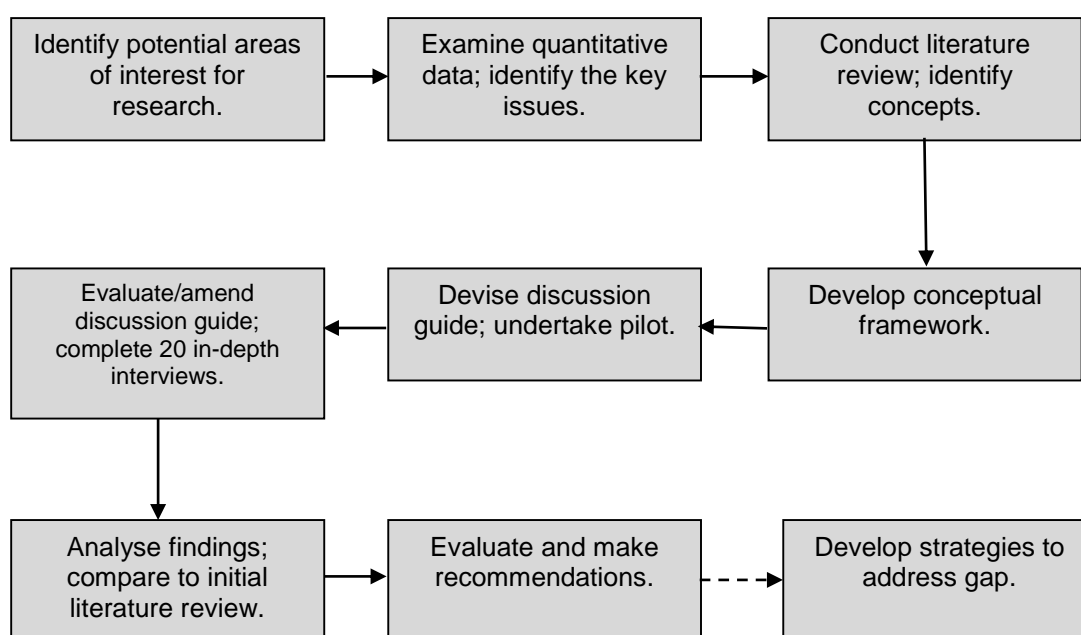 Identify potential areas
of interest for
research.
Examine quantitative
data; identify the key
issues.
Conduct literature
review; identify
concepts.
Develop conceptual
framework.
Devise discussion
guide; undertake pilot.
Evaluate/amend
discussion guide;
complete 20 in-depth
interviews.
Analyse findings;
compare to initial
literature review.
Evaluate and make
recommendations.
Develop strategies to
address gap.